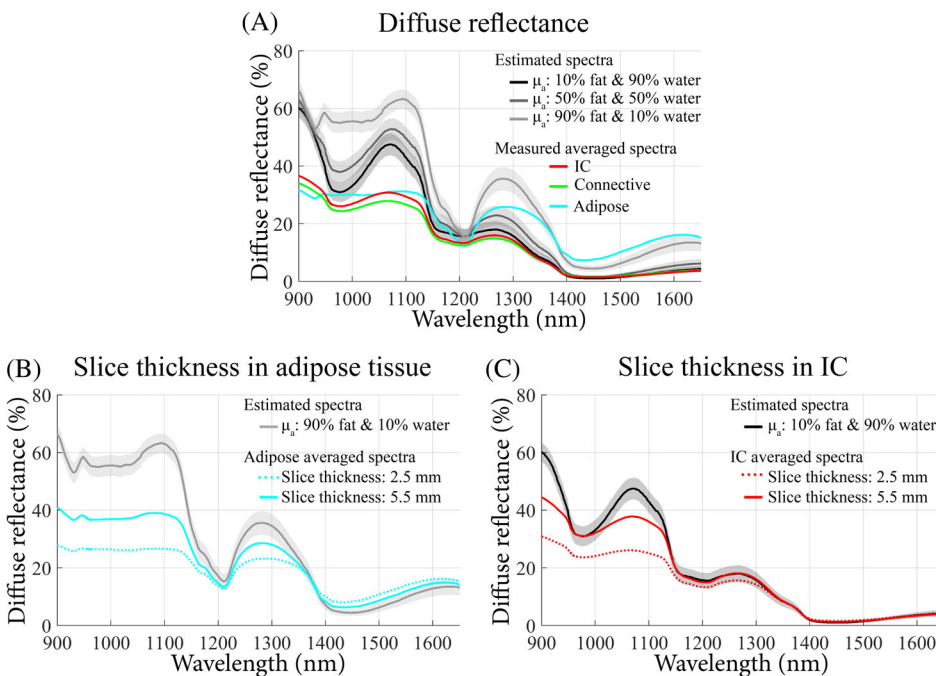 (A) Diffuse reflectance
Diffuse reflectance (%)
80
60
40
20
0
Estimated spectra
μa: 10% fat & 90% water
μa: 50% fat & 50% water
μa: 90% fat & 10% water
Measured averaged spectra
IC
Connective
Adipose
900 1000 1100 1200 1300 1400 1500 1600
Wavelength (nm)
(B) Slice thickness in adipose tissue
Diffuse reflectance (%)
80
60
40
20
0
Estimated spectra
μa: 90% fat & 10% water
Adipose averaged spectra
Slice thickness: 2.5 mm
Slice thickness: 5.5 mm
900 1000 1100 1200 1300 1400 1500 1600
Wavelength (nm)
(C) Slice thickness in IC
Diffuse reflectance (%)
80
60
40
20
0
Estimated spectra
μa: 10% fat & 90% water
IC averaged spectra
Slice thickness: 2.5 mm
Slice thickness: 5.5 mm
900 1000 1100 1200 1300 1400 1500 1600
Wavelength (nm)